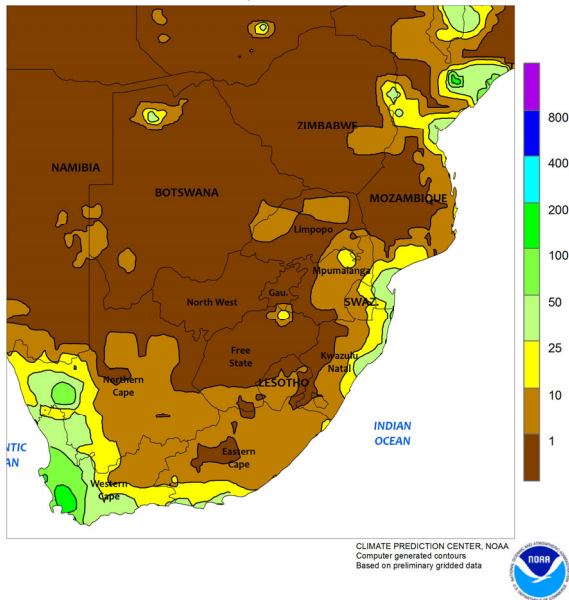 ZIMBABWE
NAMIBIA
BOTSWANA
MOZAMBIQUE
Limpopo
Mpumalanga
North West
Gau.
SWAZ.
Free
State
Kwazulu
Natal
LESOTHO
Northern
Cape
Eastern
Cape
Western
Cape
INDIAN
OCEAN
NTIC
AN
800
400
200
100
50
25
10
1
CLIMATE PREDICTION CENTER, NOAA
Computer generated contours
Based on preliminary gridded data
NOAA